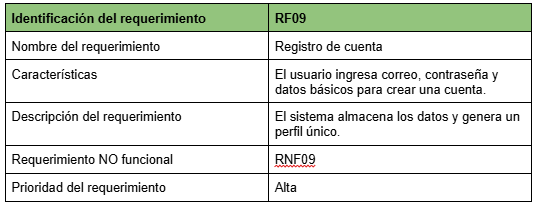 Identificación del requerimiento RF09
Nombre del requerimiento Registro de cuenta
Características El usuario ingresa correo, contraseña y
datos básicos para crear una cuenta.
Descripción del requerimiento El sistema almacena los datos y genera un
perfil único.
Requerimiento NO funcional RNF09
Prioridad del requerimiento Alta